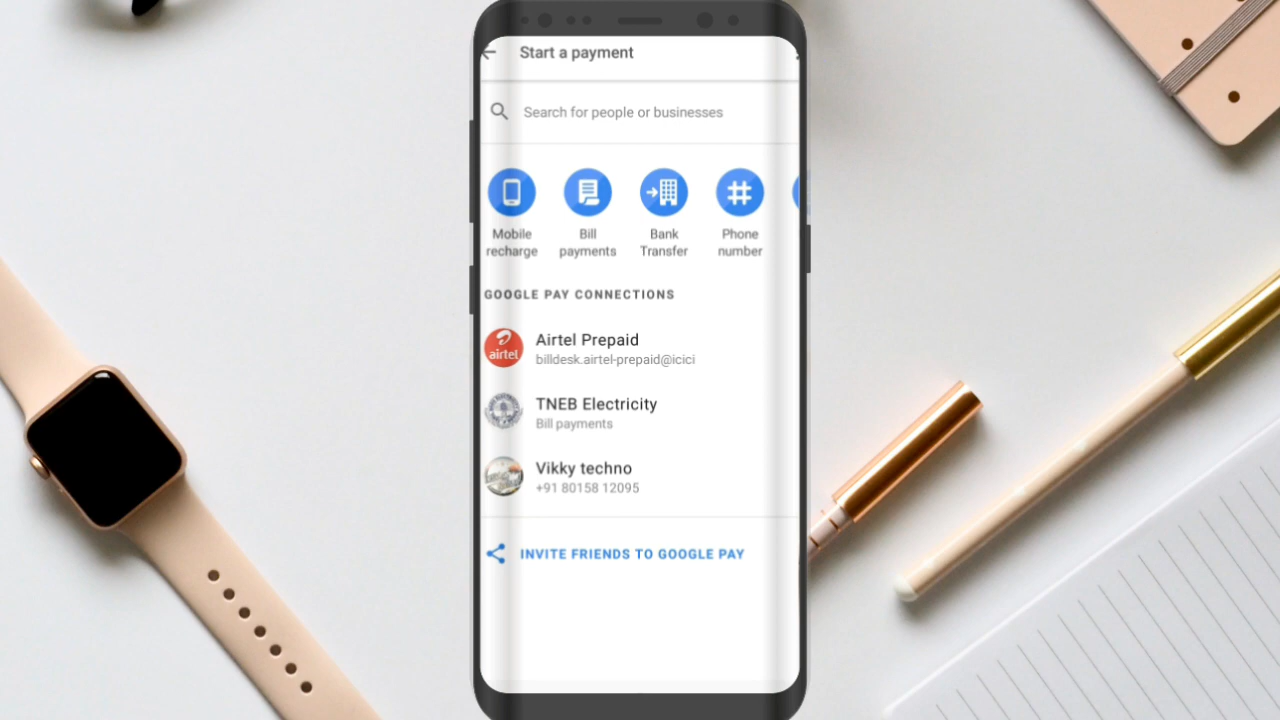 Start a payment
Search for people or businesses
Mobile recharge
Bill payments
Bank Transfer
Phone number
GOOGLE PAY CONNECTIONS
airtel
Airtel Prepaid
billdesk.airtel-prepaid@icici
TNEB Electricity
Bill payments
Vikky techno
+91 80158 12095
INVITE FRIENDS TO GOOGLE PAY